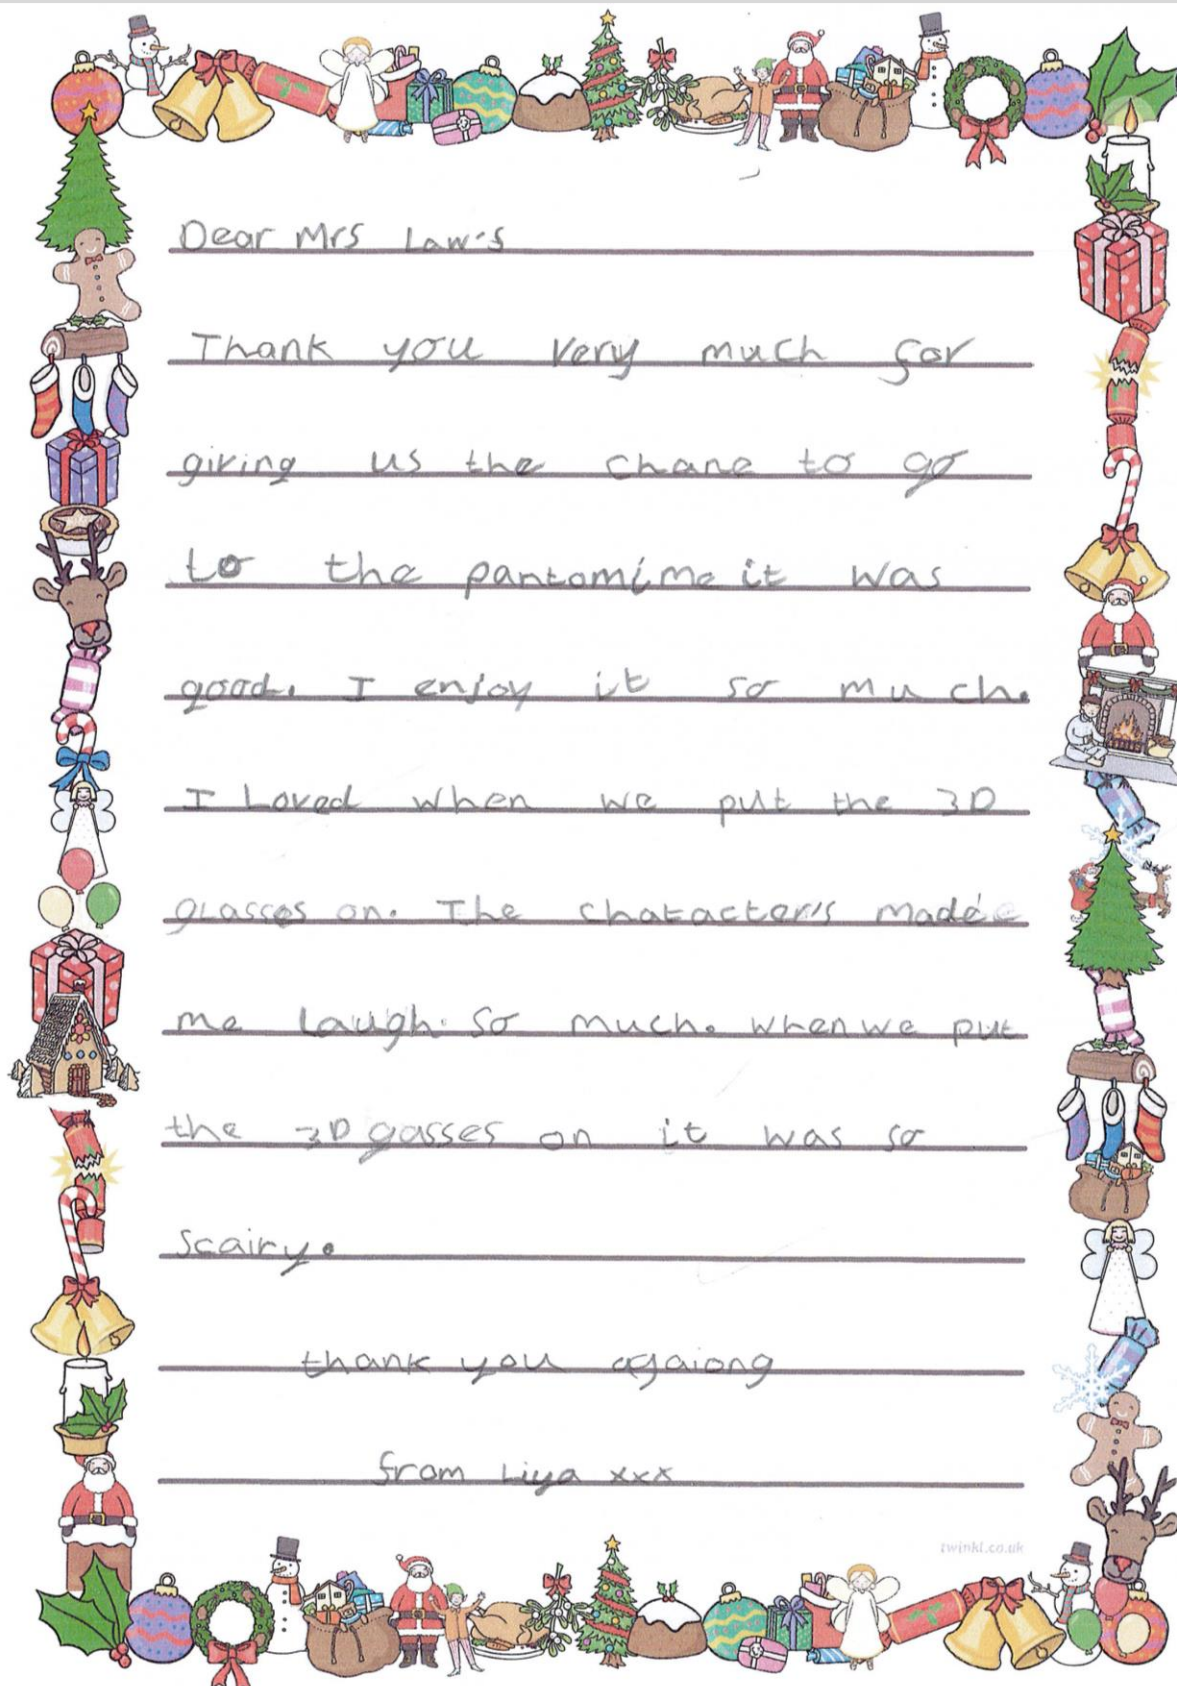 Dear Mrs Law's
Thank you very much for
giving us the chane to go
to the pantomime it was
good. I enjoy it so much.
I Loved when we put the 3D
glasses on. The chatacter's madee
me Laugh. so much. when we put
the 3D gasses on it was so
scairy.
thank you agaiong
from Liya xxx
twinkl.co.uk